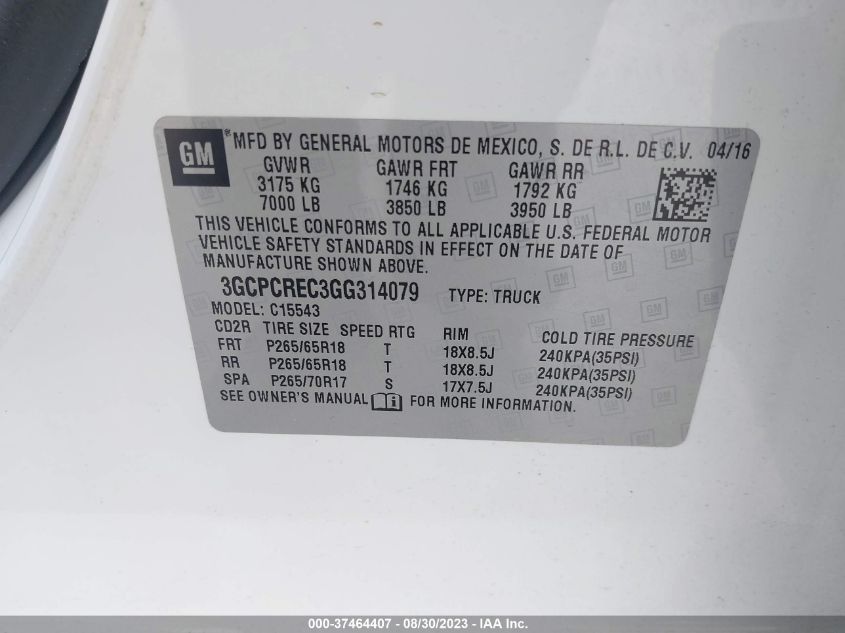 GM
MFD BY GENERAL MOTORS DE MEXICO, S. DE R.L. DE C.V. 04/16
GVWR GAWR FRT GAWR RR
3175 KG 1746 KG 1792 KG
7000 LB 3850 LB 3950 LB
THIS VEHICLE CONFORMS TO ALL APPLICABLE U.S. FEDERAL MOTOR
VEHICLE SAFETY STANDARDS IN EFFECT ON THE DATE OF
MANUFACTURE SHOWN ABOVE.
3GCPCREC3GG314079 TYPE: TRUCK
MODEL: C15543
CD2R TIRE SIZE SPEED RTG RIM COLD TIRE PRESSURE
FRT P265/65R18 T 18X8.5J 240KPA(35PSI)
RR P265/65R18 T 18X8.5J 240KPA(35PSI)
SPA P265/70R17 S 17X7.5J 240KPA(35PSI)
SEE OWNER'S MANUAL FOR MORE INFORMATION.
000-37464407 - 08/30/2023 - IAA Inc.